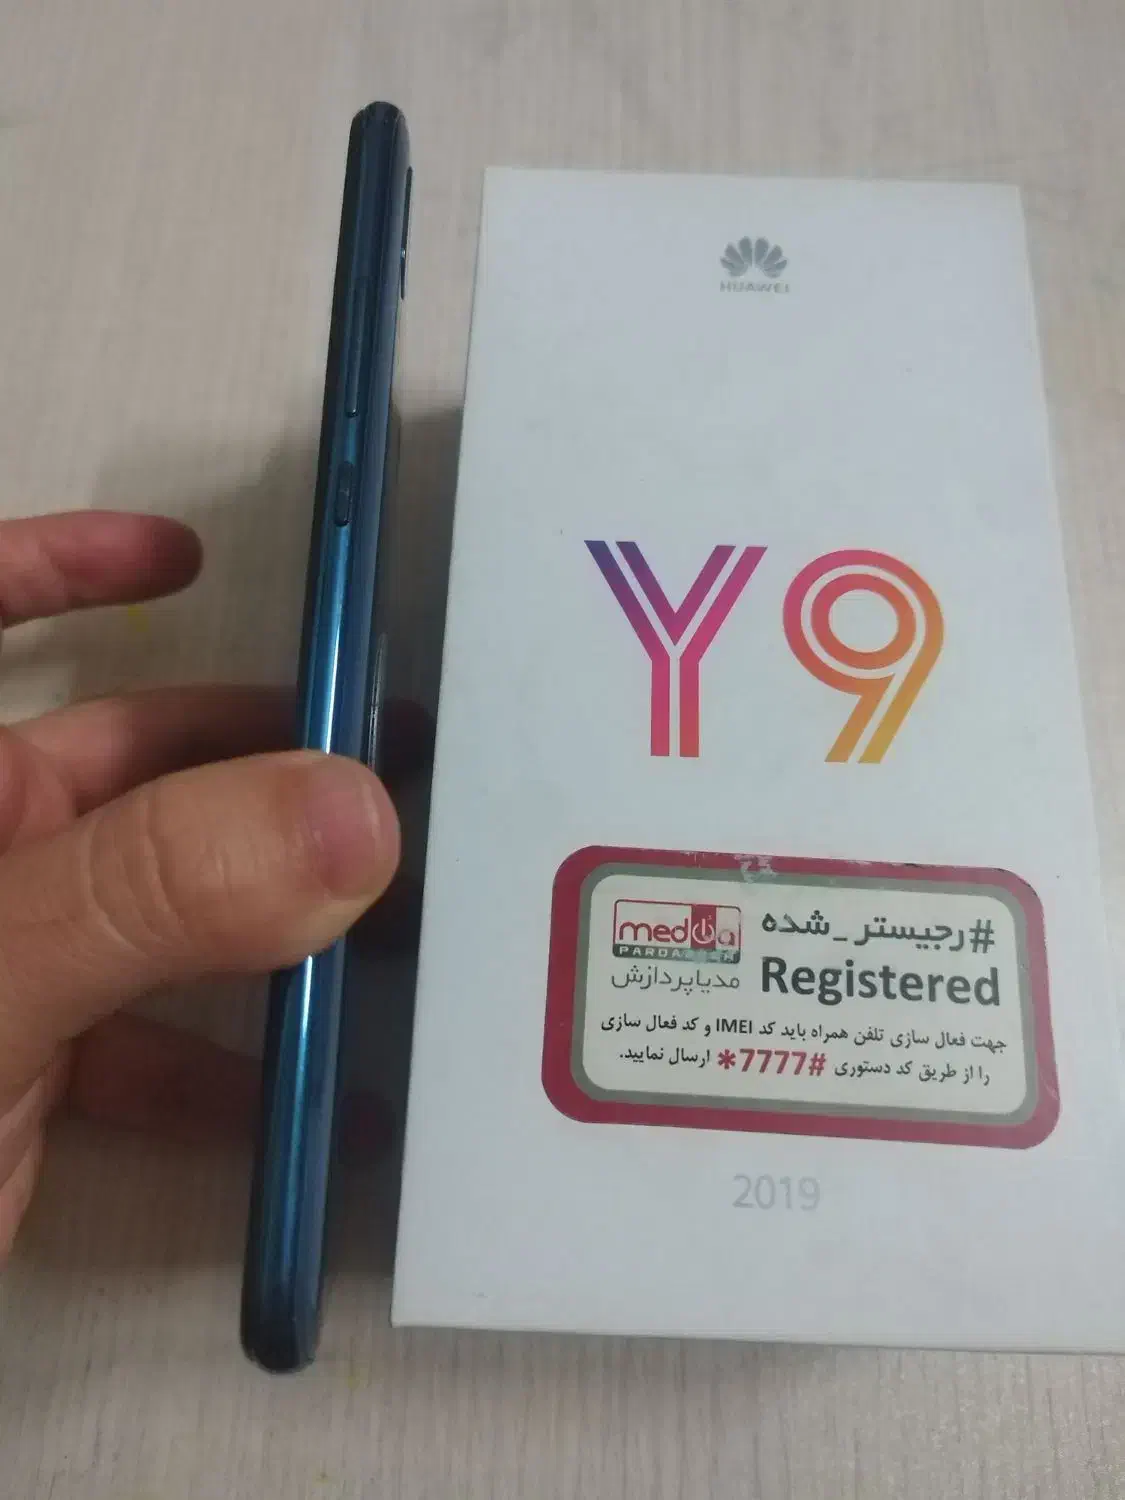 HUAWEI
Y9
#رجیستر_شده
media
PARDAZESH
مدیاپردازش
Registered
جهت فعال سازی تلفن همراه باید کد IMEI و کد فعال سازی
را از طریق کد دستوری #7777* ارسال نمایید.
2019